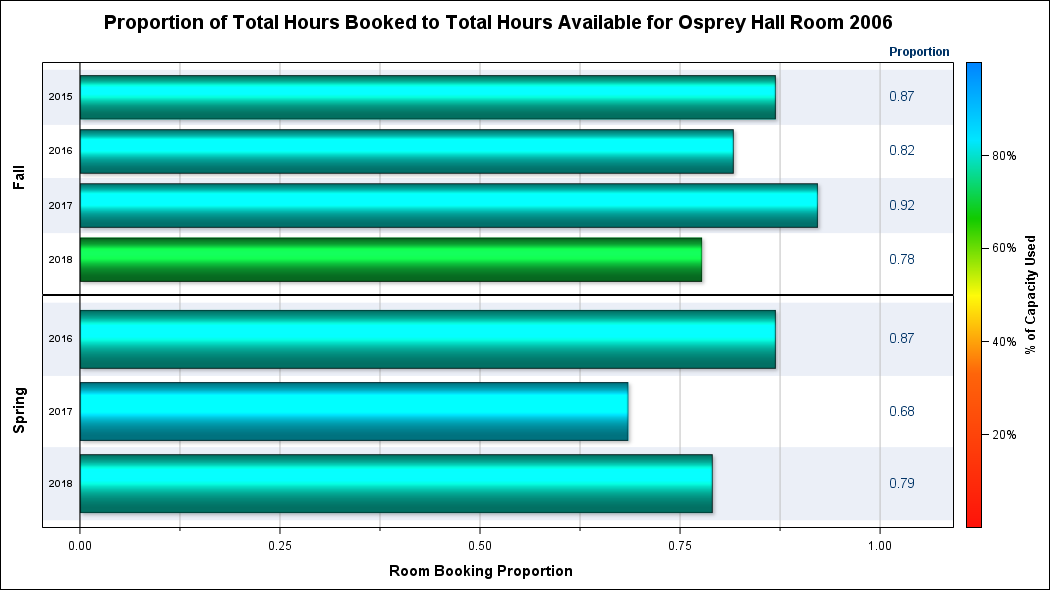 Proportion of Total Hours Booked to Total Hours Available for Osprey Hall Room 2006
Proportion
Fall
2015 0.87
2016 0.82
2017 0.92
2018 0.78
Spring
2016 0.87
2017 0.68
2018 0.79
0.00 0.25 0.50 0.75 1.00
Room Booking Proportion
80%
60%
40%
20%
% of Capacity Used